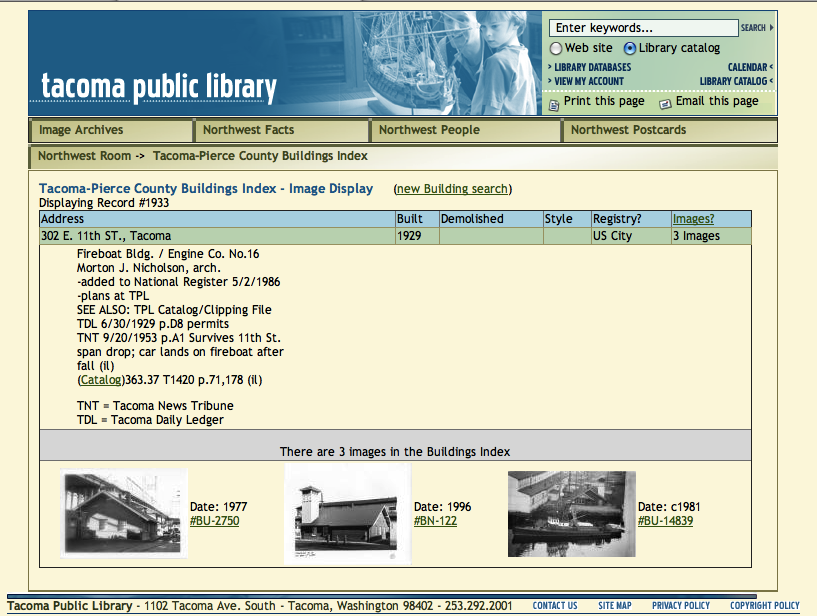 tacoma public library
Enter keywords... SEARCH
Web site Library catalog
> LIBRARY DATABASES CALENDAR <
> VIEW MY ACCOUNT LIBRARY CATALOG <
Print this page Email this page
Image Archives Northwest Facts Northwest People Northwest Postcards
Northwest Room -> Tacoma-Pierce County Buildings Index
Tacoma-Pierce County Buildings Index - Image Display (new Building search)
Displaying Record #1933
Address Built Demolished Style Registry? Images?
302 E. 11th ST., Tacoma 1929 US City 3 Images
Fireboat Bldg. / Engine Co. No.16
Morton J. Nicholson, arch.
-added to National Register 5/2/1986
-plans at TPL
SEE ALSO: TPL Catalog/Clipping File
TDL 6/30/1929 p.D8 permits
TNT 9/20/1953 p.A1 Survives 11th St.
span drop; car lands on fireboat after
fall (il)
(Catalog)363.37 T1420 p.71,178 (il)
TNT = Tacoma News Tribune
TDL = Tacoma Daily Ledger
There are 3 images in the Buildings Index
Date: 1977 Date: 1996 Date: c1981
#BU-2750 #BN-122 #BU-14839
Tacoma Public Library - 1102 Tacoma Ave. South - Tacoma, Washington 98402 - 253.292.2001 CONTACT US SITE MAP PRIVACY POLICY COPYRIGHT POLICY